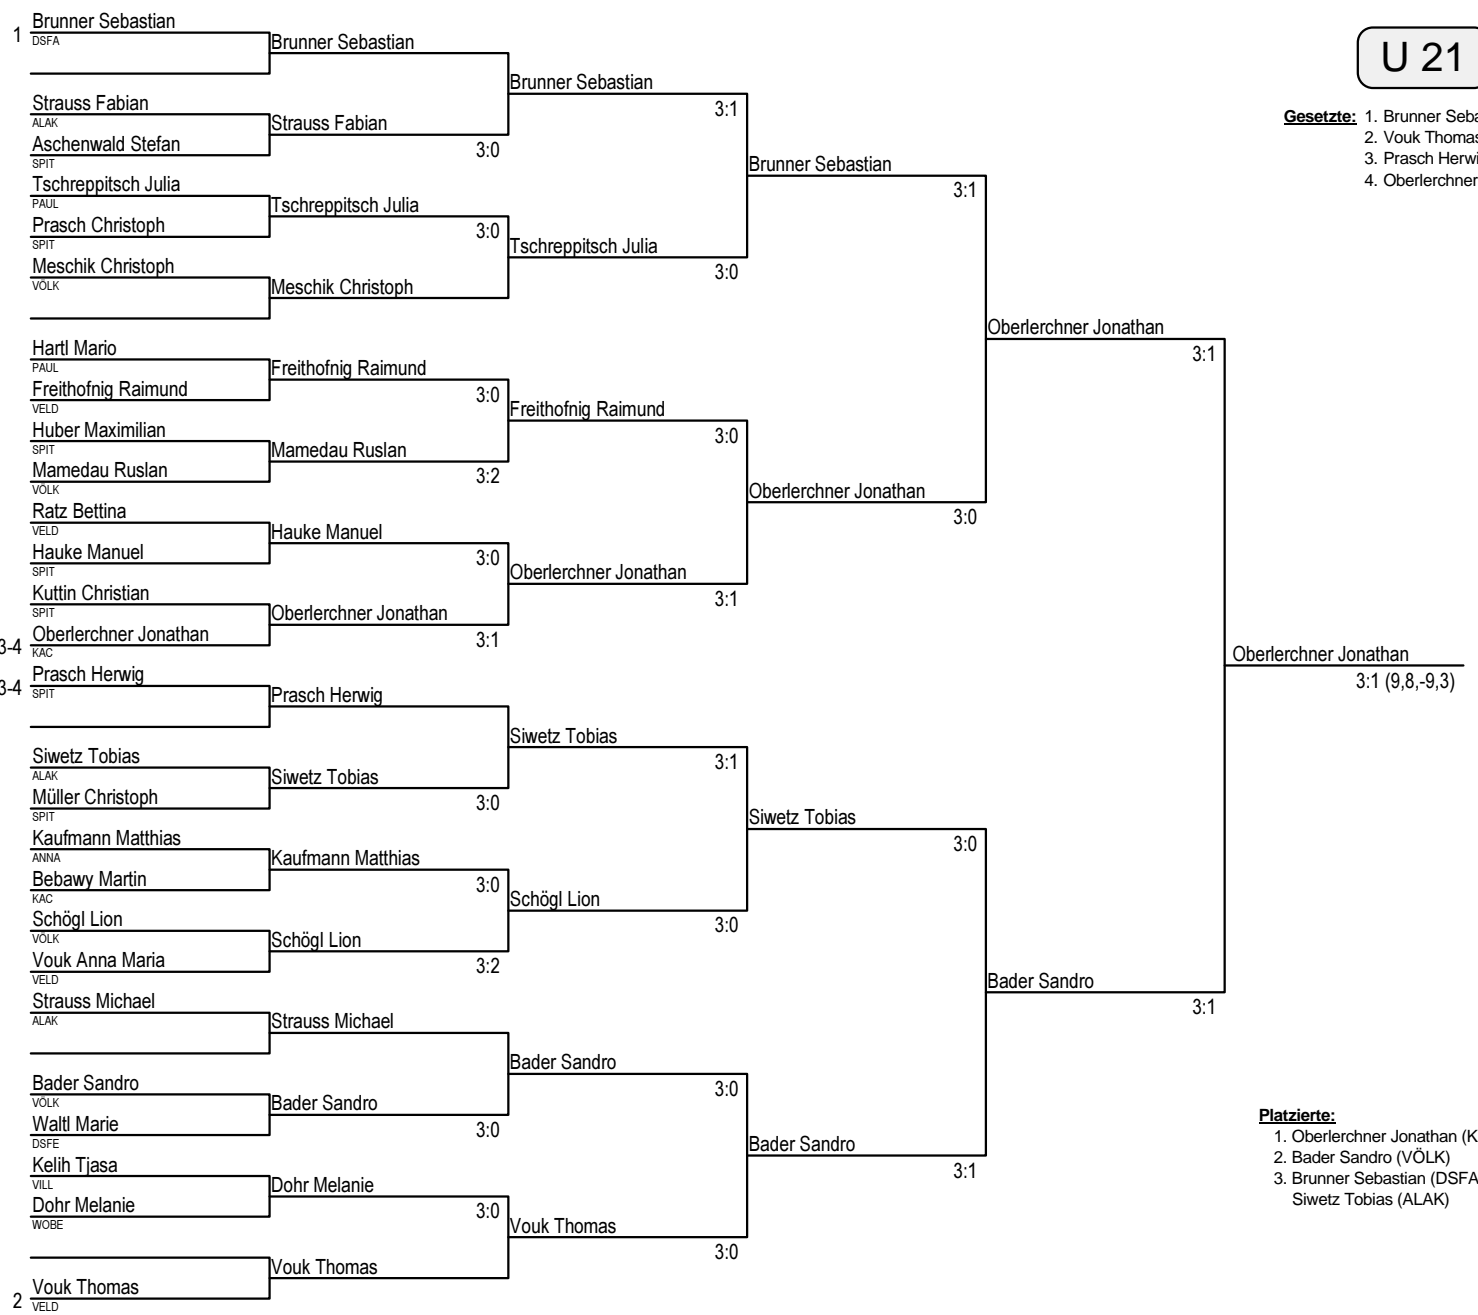 1 Brunner Sebastian
DSFA
Strauss Fabian
ALAK
Aschenwald Stefan
SPIT
Tschreppitsch Julia
PAUL
Prasch Christoph
SPIT
Meschik Christoph
VÖLK
Hartl Mario
PAUL
Freithofnig Raimund
VELD
Huber Maximilian
SPIT
Mamedau Ruslan
VÖLK
Ratz Bettina
VELD
Hauke Manuel
SPIT
Kuttin Christian
SPIT
3-4 Oberlerchner Jonathan
KAC
3-4 Prasch Herwig
SPIT
Siwetz Tobias
ALAK
Müller Christoph
SPIT
Kaufmann Matthias
ANNA
Bebawy Martin
KAC
Schögl Lion
VÖLK
Vouk Anna Maria
VELD
Strauss Michael
ALAK
Bader Sandro
VÖLK
Waltl Marie
DSFE
Kelih Tjasa
VILL
Dohr Melanie
WOBE
2 Vouk Thomas
VELD
Brunner Sebastian
Strauss Fabian
3:0
Tschreppitsch Julia
3:0
Meschik Christoph
Freithofnig Raimund
3:0
Mamedau Ruslan
3:2
Hauke Manuel
3:0
Oberlerchner Jonathan
3:1
Prasch Herwig
Siwetz Tobias
3:0
Kaufmann Matthias
3:0
Schögl Lion
3:2
Strauss Michael
Bader Sandro
3:0
Dohr Melanie
3:0
Vouk Thomas
Brunner Sebastian
3:1
Tschreppitsch Julia
3:0
Freithofnig Raimund
3:0
Oberlerchner Jonathan
3:1
Siwetz Tobias
3:1
Schögl Lion
3:0
Bader Sandro
3:0
Vouk Thomas
3:0
Brunner Sebastian
3:1
Oberlerchner Jonathan
3:0
Siwetz Tobias
3:0
Bader Sandro
3:1
Oberlerchner Jonathan
3:1
Bader Sandro
3:1
Oberlerchner Jonathan
3:1 (9,8,-9,3)
U 21
Gesetzte: 1. Brunner Seba
2. Vouk Thomas
3. Prasch Herwi
4. Oberlerchner
Platzierte:
1. Oberlerchner Jonathan (K
2. Bader Sandro (VÖLK)
3. Brunner Sebastian (DSFA
Siwetz Tobias (ALAK)